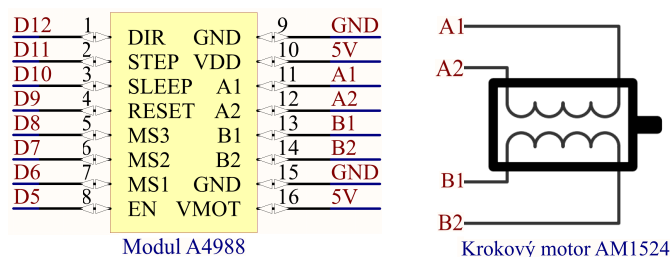 D12 1 DIR GND 9 GND
D11 2 STEP VDD 10 5V
D10 3 SLEEP A1 11 A1
D9 4 RESET A2 12 A2
D8 5 MS3 B1 13 B1
D7 6 MS2 B2 14 B2
D6 7 MS1 GND 15 GND
D5 8 EN VMOT 16 5V
Modul A4988
A1
A2
B1
B2
Krokový motor AM1524